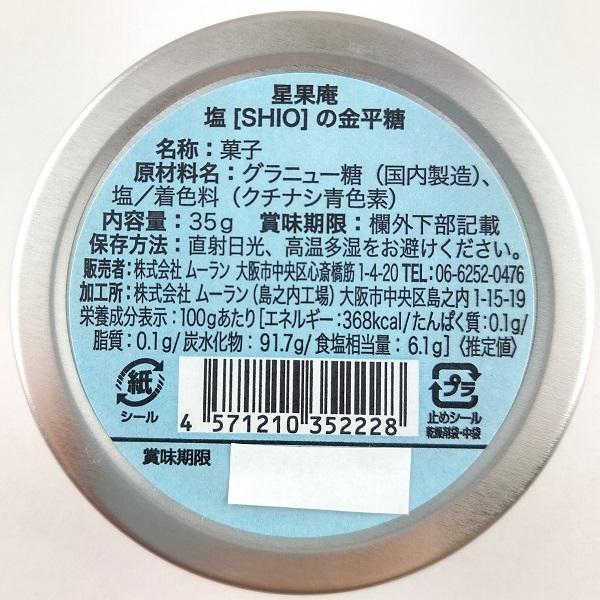 星果庵
塩 [SHIO] の金平糖
名称：菓子
原材料名：グラニュー糖（国内製造）、
塩／着色料（クチナシ青色素）
内容量：35g 賞味期限：欄外下部記載
保存方法：直射日光、高温多湿をお避けください。
販売者：株式会社 ムーラン 大阪市中央区心斎橋筋 1-4-20 TEL：06-6252-0476
加工所：株式会社 ムーラン（島之内工場）大阪市中央区島之内 1-15-19
栄養成分表示：100gあたり[エネルギー：368kcal/たんぱく質：0.1g/
脂質：0.1g/ 炭水化物：91.7g/ 食塩相当量：6.1g]〈推定値〉
紙
シール
4 571210 352228
プラ
止めシール
乾燥剤袋・中袋
賞味期限